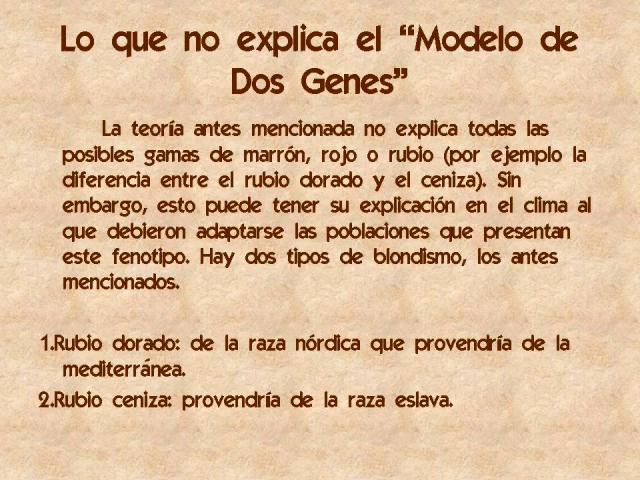 Lo que no explica el “Modelo de
Dos Genes”
La teoría antes mencionada no explica todas las
posibles gamas de marrón, rojo o rubio (por ejemplo la
diferencia entre el rubio dorado y el ceniza). Sin
embargo, esto puede tener su explicación en el clima al
que debieron adaptarse las poblaciones que presentan
este fenotipo. Hay dos tipos de blondismo, los antes
mencionados.
1.Rubio dorado: de la raza nórdica que provendría de la
mediterránea.
2.Rubio ceniza: provendría de la raza eslava.